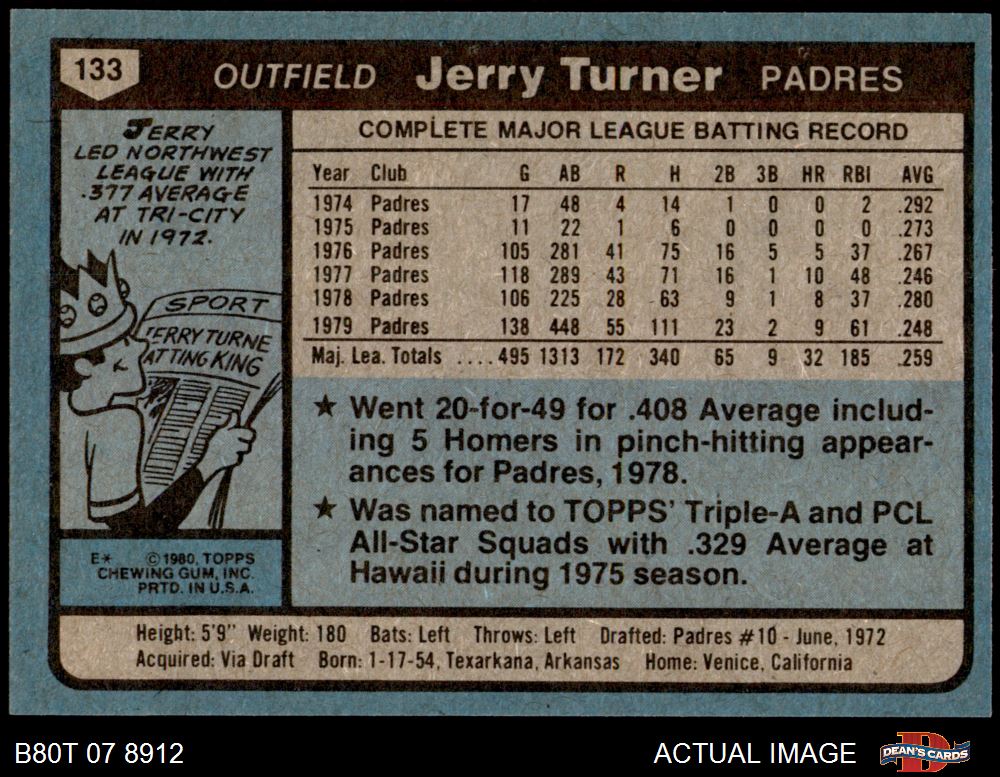 133
OUTFIELD Jerry Turner PADRES
JERRY
LED NORTHWEST
LEAGUE WITH
.377 AVERAGE
AT TRI-CITY
IN 1972.
SPORT
JERRY TURNE
ATTING KING
E* ©1980, TOPPS
CHEWING GUM, INC.
PRTD. IN U.S.A.
COMPLETE MAJOR LEAGUE BATTING RECORD
Year Club G AB R H 2B 3B HR RBI AVG
1974 Padres 17 48 4 14 1 0 0 2 .292
1975 Padres 11 22 1 6 0 0 0 0 .273
1976 Padres 105 281 41 75 16 5 5 37 .267
1977 Padres 118 289 43 71 16 1 10 48 .246
1978 Padres 106 225 28 63 9 1 8 37 .280
1979 Padres 138 448 55 111 23 2 9 61 .248
Maj. Lea. Totals ....495 1313 172 340 65 9 32 185 .259
★ Went 20-for-49 for .408 Average includ-
ing 5 Homers in pinch-hitting appear-
ances for Padres, 1978.
★ Was named to TOPPS' Triple-A and PCL
All-Star Squads with .329 Average at
Hawaii during 1975 season.
Height: 5'9" Weight: 180 Bats: Left Throws: Left Drafted: Padres #10 - June, 1972
Acquired: Via Draft Born: 1-17-54, Texarkana, Arkansas Home: Venice, California
B80T 07 8912
ACTUAL IMAGE
DEAN'S CARDS